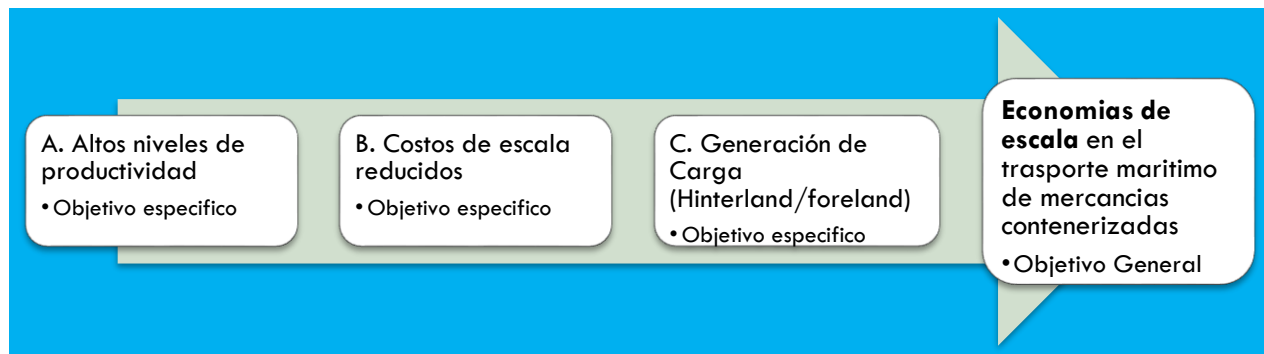 A. Altos niveles de
productividad
• Objetivo especifico
B. Costos de escala
reducidos
• Objetivo especifico
C. Generación de
Carga
(Hinterland/foreland)
• Objetivo especifico
Economias de
escala en el
trasporte maritimo
de mercancias
contenerizadas
• Objetivo General